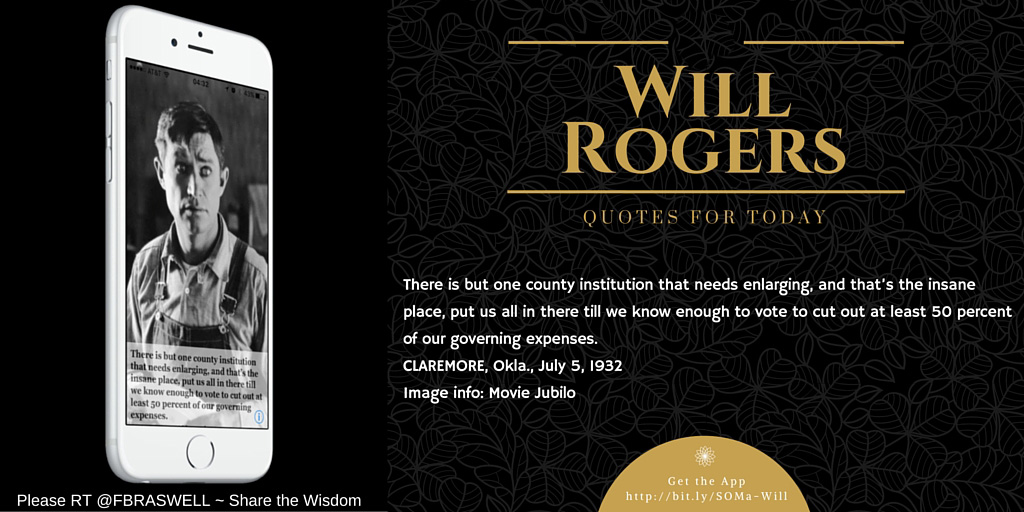 AT&T
04:33
43%
There is but one county institution
that needs enlarging, and that's the
insane place, put us all in there till
we know enough to vote to cut out at
least 50 percent of our governing
expenses.
Please RT @FBRASWELL ~ Share the Wisdom
WILL
ROGERS
QUOTES FOR TODAY
There is but one county institution that needs enlarging, and that's the insane
place, put us all in there till we know enough to vote to cut out at least 50 percent
of our governing expenses.
CLAREMORE, Okla., July 5, 1932
Image info: Movie Jubilo
Get the App
http://bit.ly/SOMa-Will